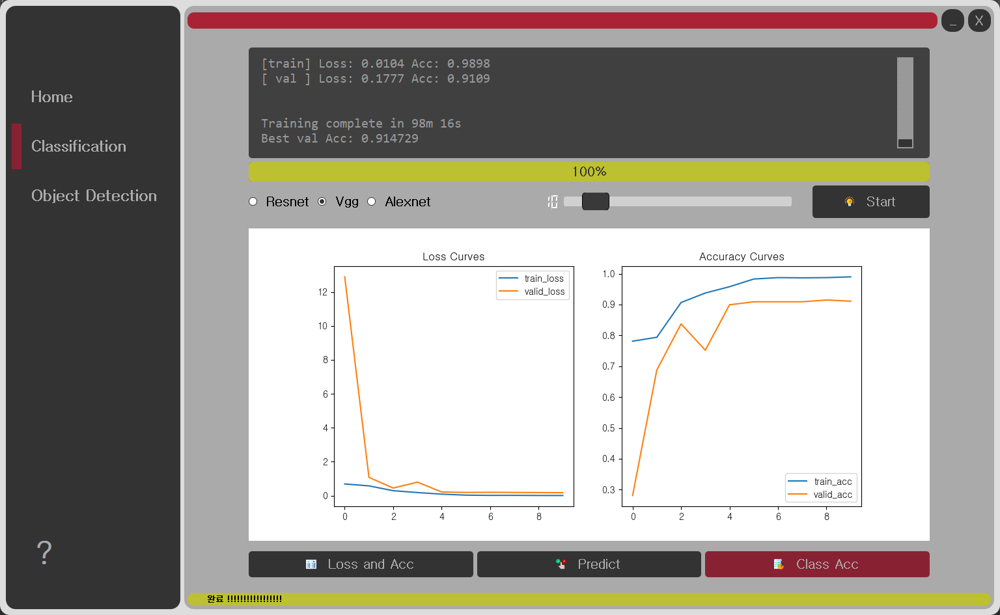 _ X
Home
Classification
Object Detection
?
[train] Loss: 0.0104 Acc: 0.9898
[ val ] Loss: 0.1777 Acc: 0.9109
Training complete in 98m 16s
Best val Acc: 0.914729
100%
Resnet Vgg Alexnet 10 Start
Loss Curves
train_loss
valid_loss
12
10
8
6
4
2
0
0 2 4 6 8
Accuracy Curves
1.0
0.9
0.8
0.7
0.6
0.5
0.4
0.3
train_acc
valid_acc
0 2 4 6 8
Loss and Acc Predict Class Acc
완료 !!!!!!!!!!!!!!!!!